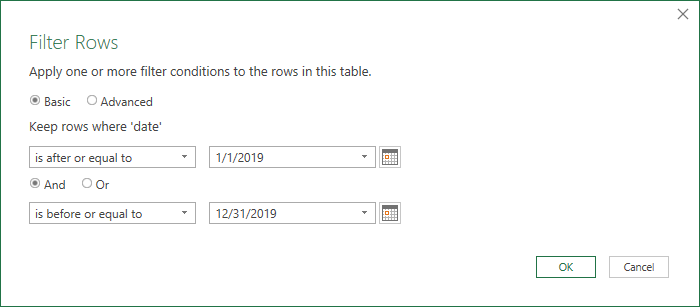 Filter Rows
Apply one or more filter conditions to the rows in this table.
Basic Advanced
Keep rows where 'date'
is after or equal to 1/1/2019
And Or
is before or equal to 12/31/2019
OK Cancel